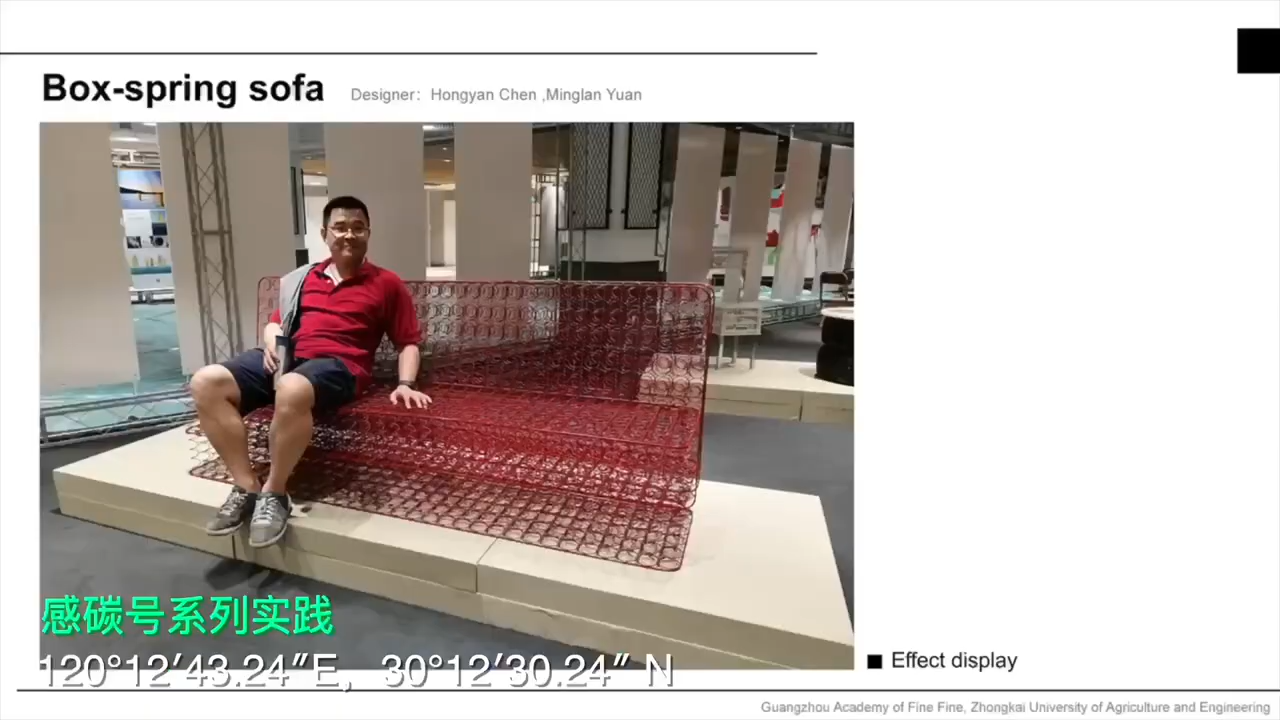 Box-spring sofa
Designer: Hongyan Chen ,Minglan Yuan
感碳号系列实践
120°12′43.24″E, 30°12′30.24″ N
Effect display
Guangzhou Academy of Fine Fine, Zhongkai University of Agriculture and Engineering